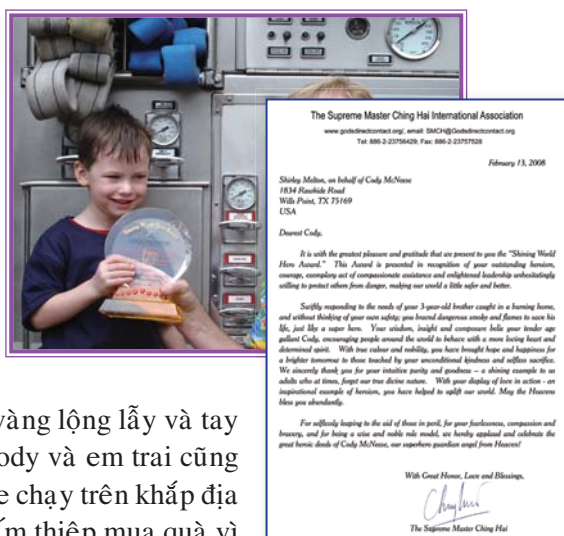 The Supreme Master Ching Hai International Association
www.godsdirectcontact.org/, email: SMCH@Godsdirectcontact.org
Tel: 886-2-23756429; Fax: 886-2-23757528
February 13, 2008
Shirley Melton, on behalf of Cody McNeese
1834 Rawhide Road
Wills Point, TX 75169
USA
Dearest Cody,
It is with the greatest pleasure and gratitude that we present to you the "Shining World
Hero Award." This Award is presented in recognition of your outstanding heroism,
courage, exemplary act of compassionate assistance and enlightened leadership unhesitatingly
willing to protect others from danger, making our world a little safer and better.
Swiftly responding to the needs of your 3-year-old brother caught in a burning home,
and without thinking of your own safety; you braved dangerous smoke and flames to save his
life, just like a super hero. Your wisdom, insight and composure belie your tender age
gallant Cody, encouraging people around the world to behave with a more loving heart and
determined spirit. With true valour and nobility, you have brought hope and happiness for
a brighter tomorrow to those touched by your unconditional kindness and selfless sacrifice.
We sincerely thank you for your intuitive purity and goodness – a shining example to us
adults who at times, forget our true divine nature. With your display of love in action - an
inspirational example of heroism, you have helped to uplift our world. May the Heavens
bless you abundantly.
For selflessly leaping to the aid of those in peril, for your fearlessness, compassion and
bravery, and for being a wise and noble role model, we hereby applaud and celebrate the
great heroic deeds of Cody McNeese, our superhero guardian angel from Heaven!
With Great Honor, Love and Blessings,
The Supreme Master Ching Hai
vàng lộng lẫy và tay
ody và em trai cũng
e chạy trên khắp địa
ấm thiệp mua quà vì